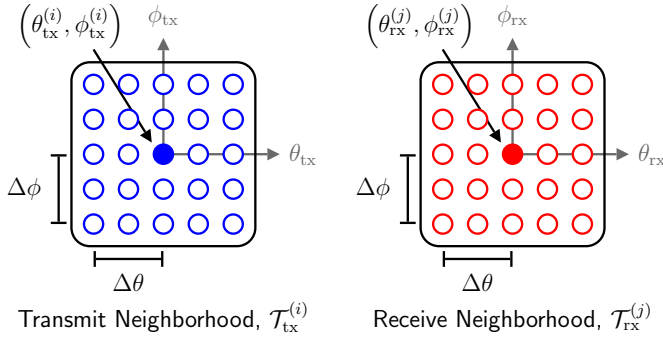 (θ_tx^(i), ϕ_tx^(i))
ϕ_tx
θ_tx
Δϕ
Δθ
Transmit Neighborhood, 𝒯_tx^(i)
(θ_rx^(j), ϕ_rx^(j))
ϕ_rx
θ_rx
Δϕ
Δθ
Receive Neighborhood, 𝒯_rx^(j)